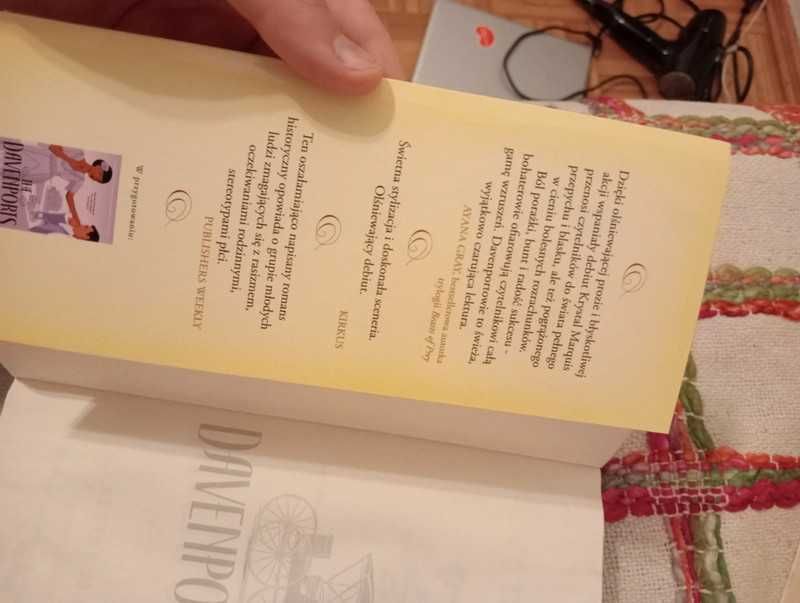 Dzięki olśniewającej prozie i błyskotliwej
akcji wspaniały debiut Krystal Marquis
przenosi czytelników do świata pełnego
przepychu i blasku, ale też pogrążonego
w cieniu bolesnych rozrachunków.
Ból porażki, bunt i radość sukcesu –
bohaterowie ofiarowują czytelnikowi całą
gamę wzruszeń. Davenportowie to świeża,
wyjątkowo czarująca lektura.
AYANA GRAY, bestsellerowa autorka
trylogii Beasts of Prey
Świetna stylizacja i doskonała sceneria.
Olśniewający debiut.
KIRKUS
Ten oszałamiająco napisany romans
historyczny opowiada o grupie młodych
ludzi zmagających się z rasizmem,
oczekiwaniami rodzinnymi,
stereotypami płci.
PUBLISHERS WEEKLY
W przygotowaniu:
THE
DAVENPORTS
DAVENPO